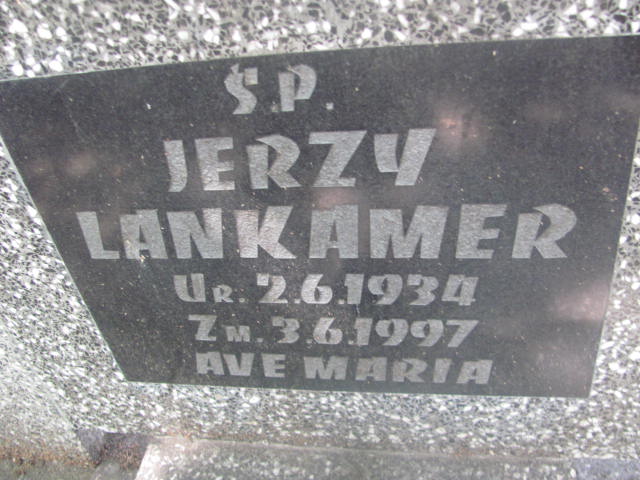 Ś.P.
JERZY
LANKAMER
UR. 2.6.1934
ZM. 3.6.1997
AVE MARIA